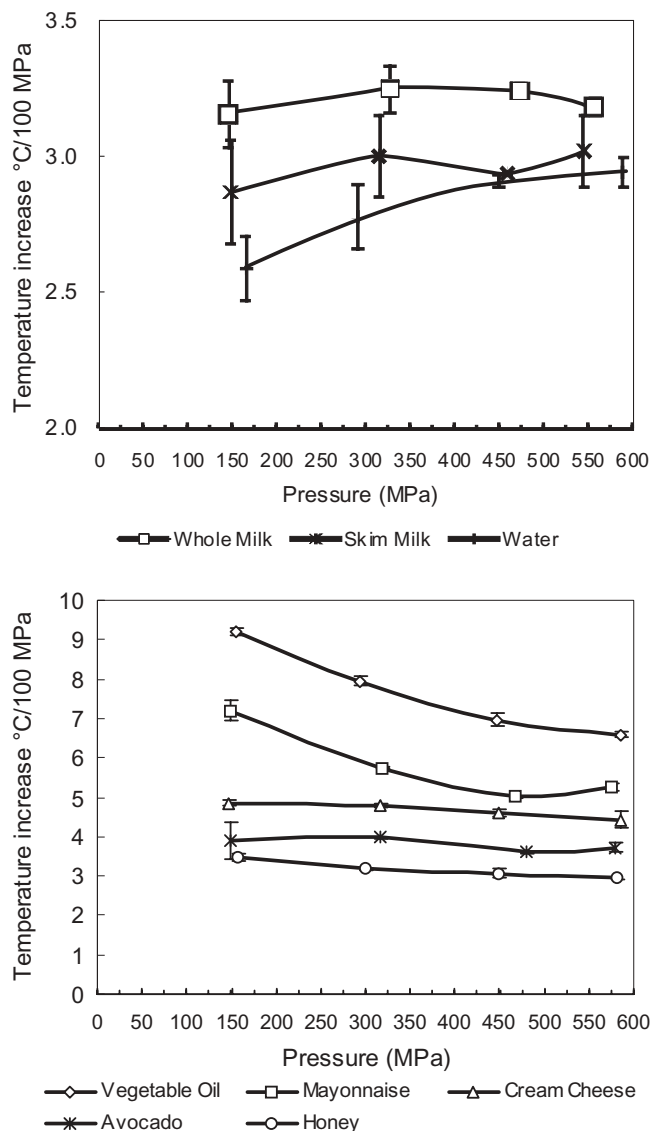 3.5
3.0
2.5
2.0
Temperature increase °C/100 MPa
0 50 100 150 200 250 300 350 400 450 500 550 600
Pressure (MPa)
Whole Milk Skim Milk Water
10
9
8
7
6
5
4
3
2
1
0
Temperature increase °C/100 MPa
0 50 100 150 200 250 300 350 400 450 500 550 600
Pressure (MPa)
Vegetable Oil Mayonnaise Cream Cheese
Avocado Honey